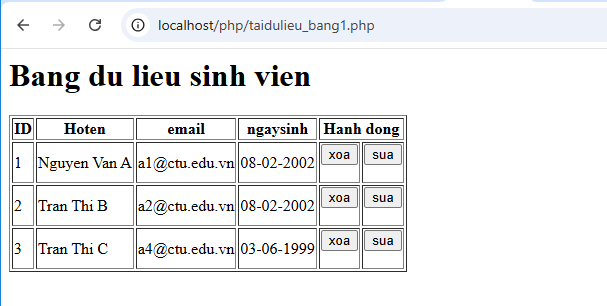 localhost/php/taidulieu_bang1.php
Bang du lieu sinh vien
ID Hoten email ngaysinh Hanh dong
1 Nguyen Van A a1@ctu.edu.vn 08-02-2002 xoa sua
2 Tran Thi B a2@ctu.edu.vn 08-02-2002 xoa sua
3 Tran Thi C a4@ctu.edu.vn 03-06-1999 xoa sua